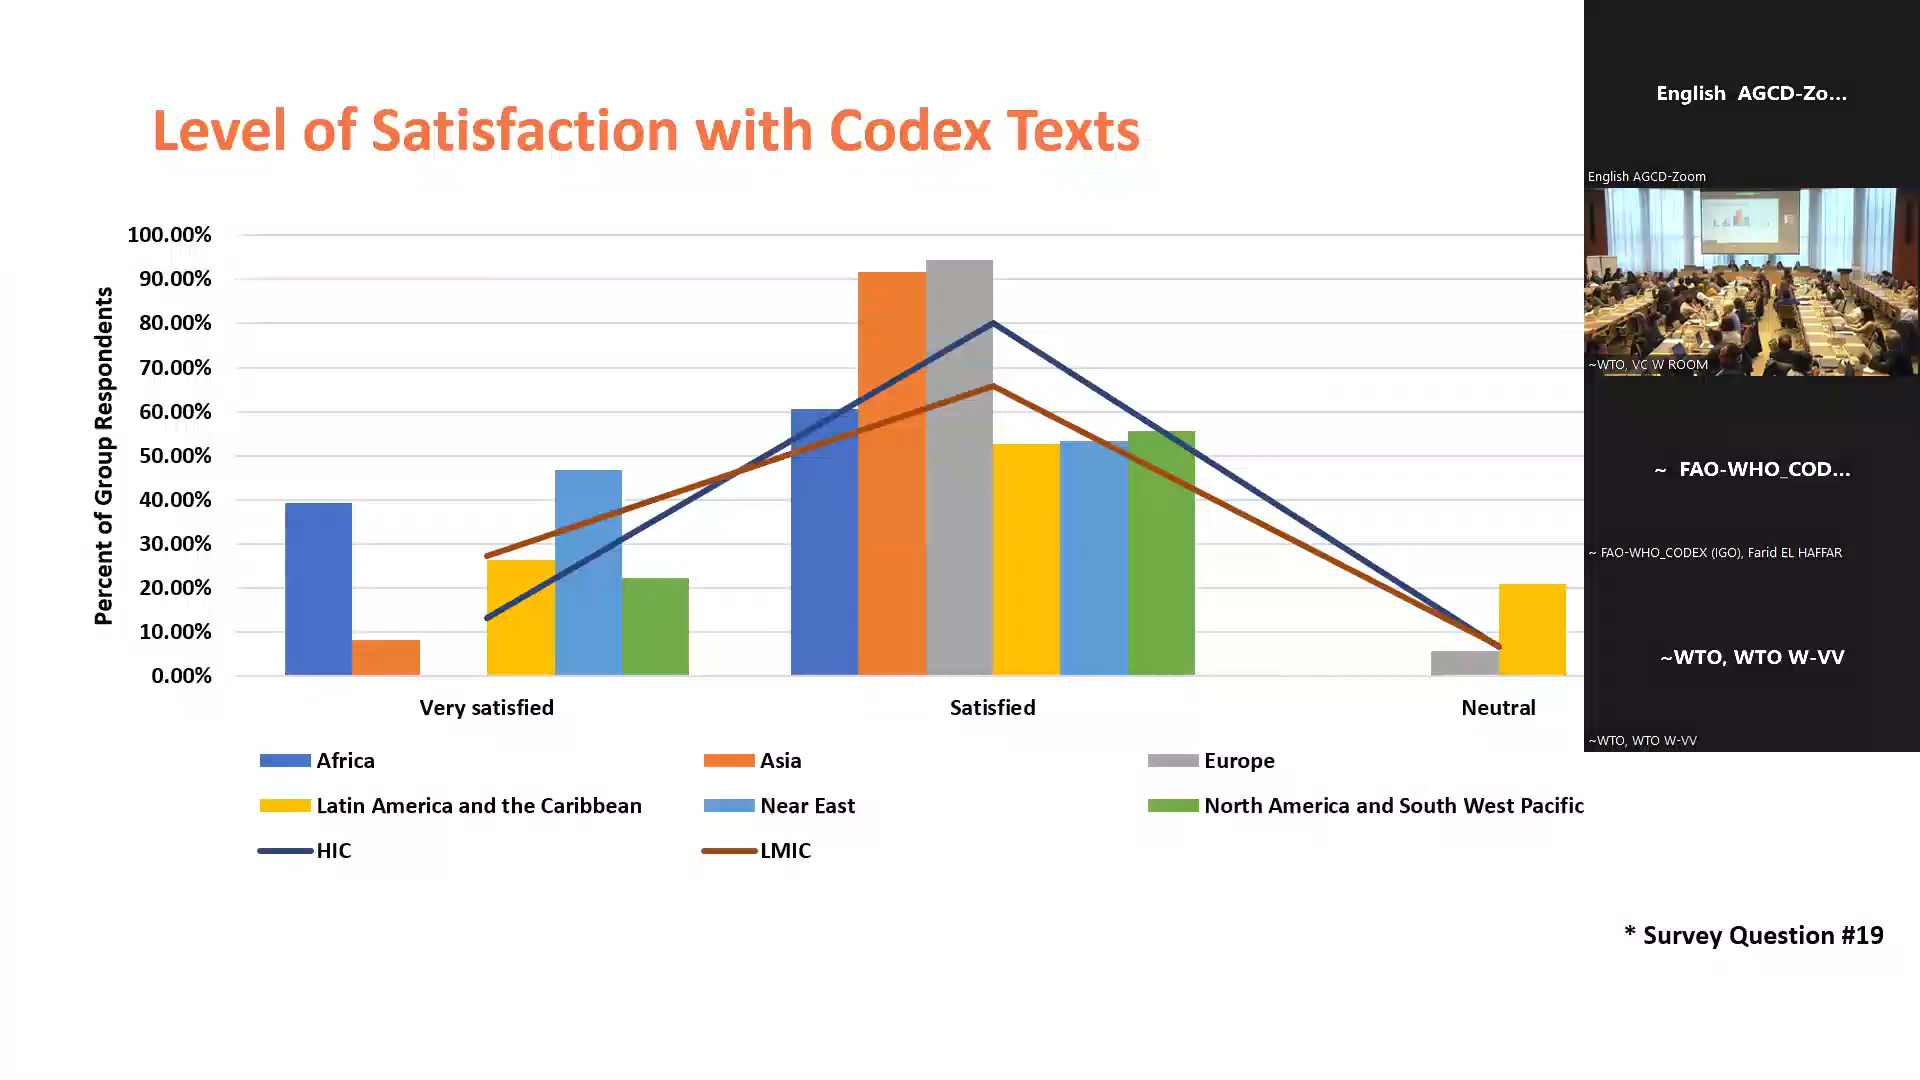 Level of Satisfaction with Codex Texts
Percent of Group Respondents
100.00%
90.00%
80.00%
70.00%
60.00%
50.00%
40.00%
30.00%
20.00%
10.00%
0.00%
Very satisfied
Satisfied
Neutral
Africa
Asia
Europe
Latin America and the Caribbean
Near East
North America and South West Pacific
HIC
LMIC
* Survey Question #19
English AGCD-Zo...
English AGCD-Zoom
~WTO, VC W ROOM
~ FAO-WHO_COD...
~ FAO-WHO_CODEX (IGO), Farid EL HAFFAR
~WTO, WTO W-VV
~WTO, WTO W-VV